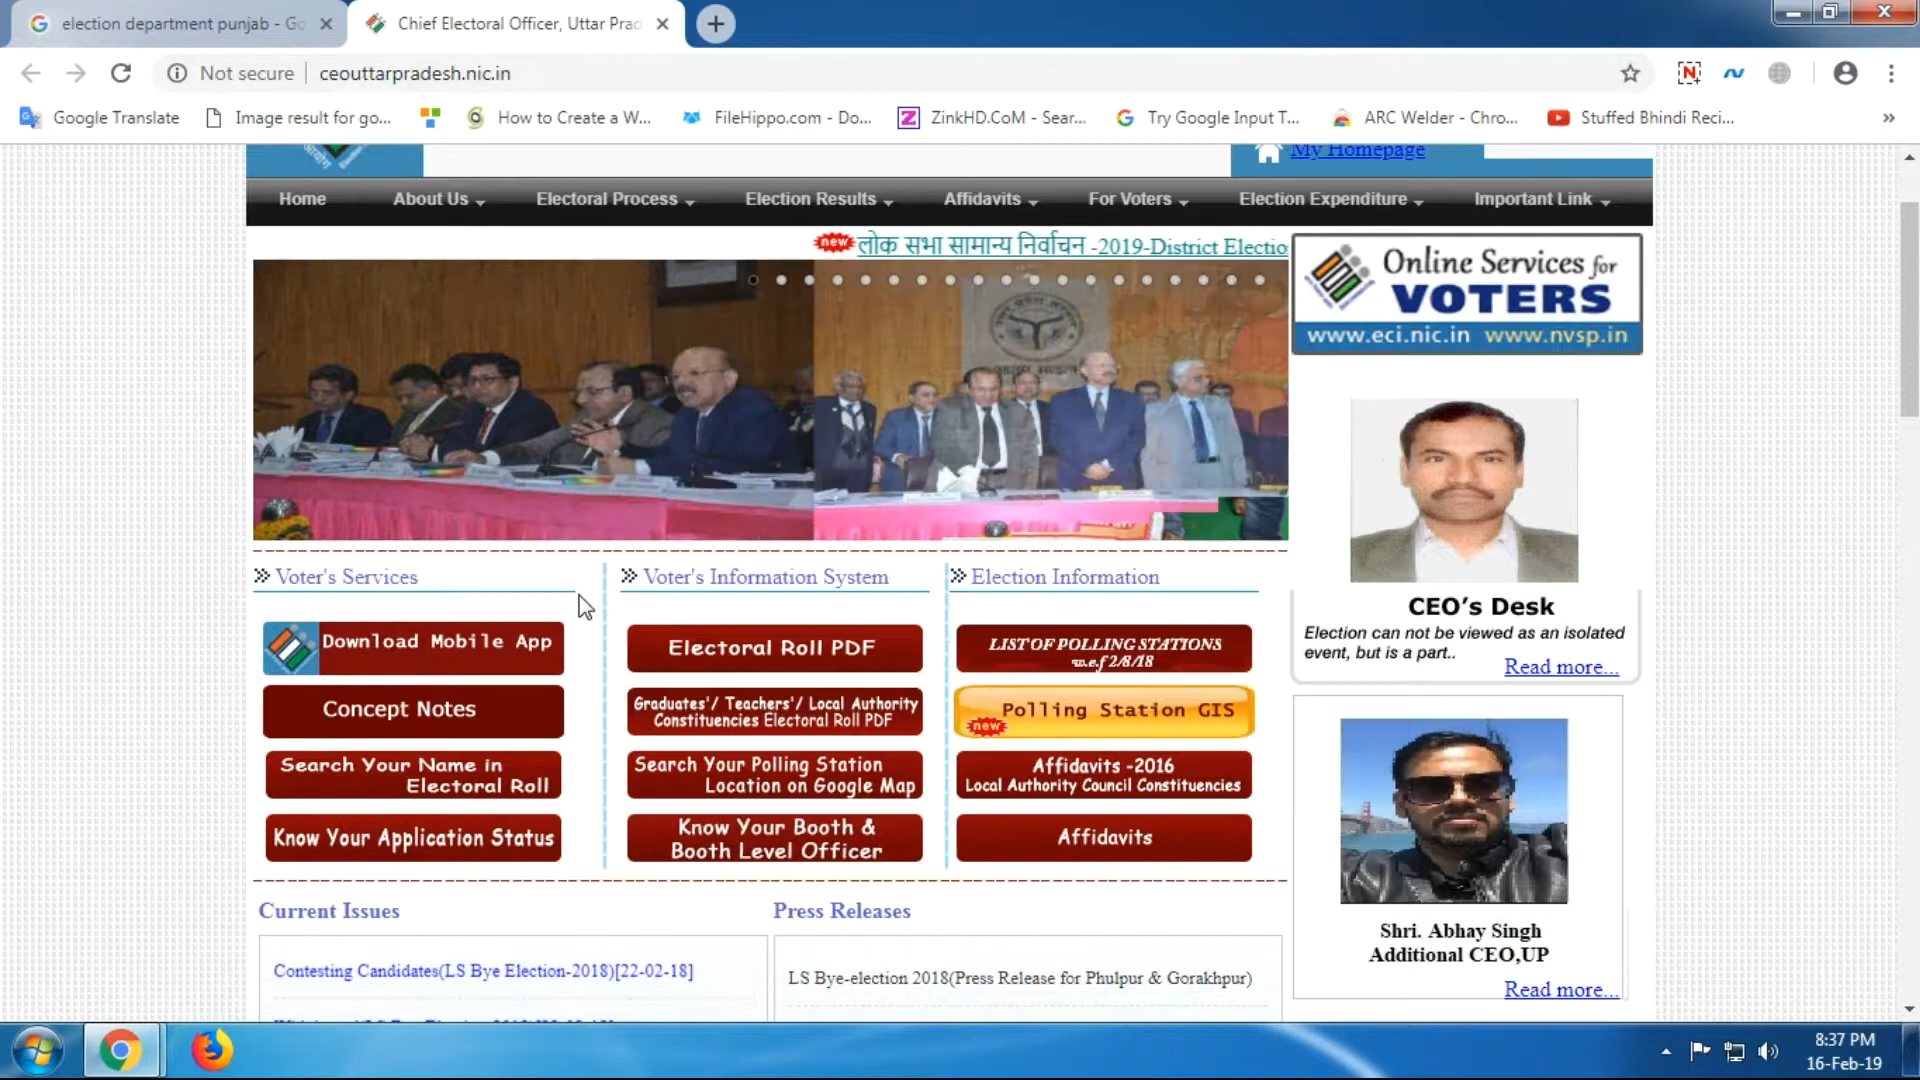 election department punjab - Go
Chief Electoral Officer, Uttar Prad
Not secure
ceouttarpradesh.nic.in
Google Translate
Image result for go...
How to Create a W...
FileHippo.com - Do...
Z
ZinkHD.CoM - Sear...
Try Google Input T...
ARC Welder - Chro...
Stuffed Bhindi Reci...
»
My Homepage
Home
About Us
Electoral Process
Election Results
Affidavits
For Voters
Election Expenditure
Important Link
new लोक सभा सामान्य निर्वाचन -2019-District Electio
Online Services for
VOTERS
www.eci.nic.in www.nvsp.in
CEO's Desk
Election can not be viewed as an isolated
event, but is a part..
Read more...
Voter's Services
Download Mobile App
Concept Notes
Search Your Name in
Electoral Roll
Know Your Application Status
Voter's Information System
Electoral Roll PDF
Graduates'/ Teachers'/ Local Authority
Constituencies Electoral Roll PDF
Search Your Polling Station
Location on Google Map
Know Your Booth &
Booth Level Officer
Election Information
LIST OF POLLING STATIONS
w.e.f 2/8/18
Polling Station GIS
new
Affidavits -2016
Local Authority Council Constituencies
Affidavits
Shri. Abhay Singh
Additional CEO,UP
Read more...
Current Issues
Contesting Candidates(LS Bye Election-2018)[22-02-18]
Press Releases
LS Bye-election 2018(Press Release for Phulpur & Gorakhpur)
8:37 PM
16-Feb-19